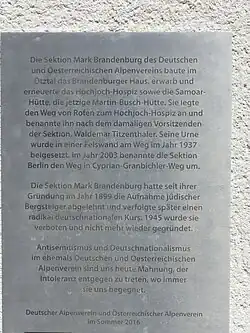 Die Sektion Mark Brandenburg des Deutschen
und Oesterreichischen Alpenvereins baute im
Ötztal das Brandenburger Haus, erwarb und
erneuerte das Hochjoch-Hospiz sowie die Samoar-
Hütte, die jetzige Martin-Busch-Hütte. Sie legte
den Weg von Rofen zum Hochjoch-Hospiz an und
benannte ihn nach dem damaligen Vorsitzenden
der Sektion, Waldemar Titzenthaler. Seine Urne
wurde in einer Felswand am Weg im Jahr 1937
beigesetzt. Im Jahr 2003 benannte die Sektion
Berlin den Weg in Cyprian-Granbichler-Weg um.
Die Sektion Mark Brandenburg hatte seit ihrer
Gründung im Jahr 1899 die Aufnahme jüdischer
Bergsteiger abgelehnt und verfolgte später einen
radikal deutschnationalen Kurs. 1945 wurde sie
verboten und nicht mehr wieder gegründet.
Antisemitismus und Deutschnationalismus
im ehemals Deutschen und Oesterreichischen
Alpenverein sind uns heute Mahnung, der
Intoleranz entgegen zu treten, wo immer
sie uns begegnet.
Deutscher Alpenverein und Österreichischer Alpenverein
im Sommer 2016